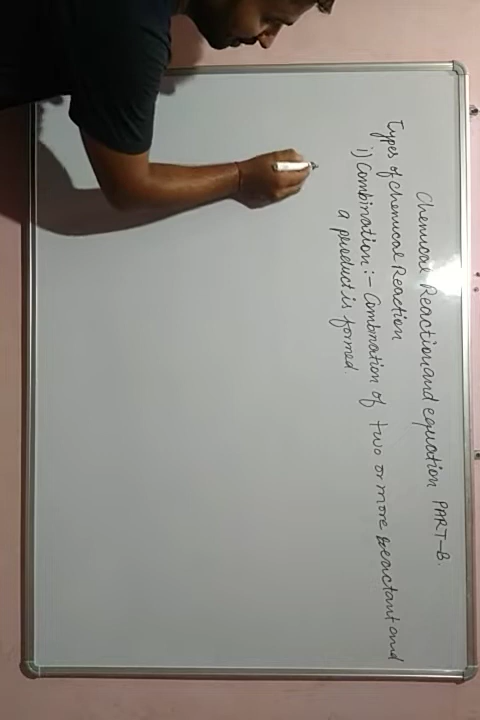 Chemical Reaction and equation PART-B.
Types of chemical Reaction
i) Combination :- Combination of two or more reactant and
a product is formed.